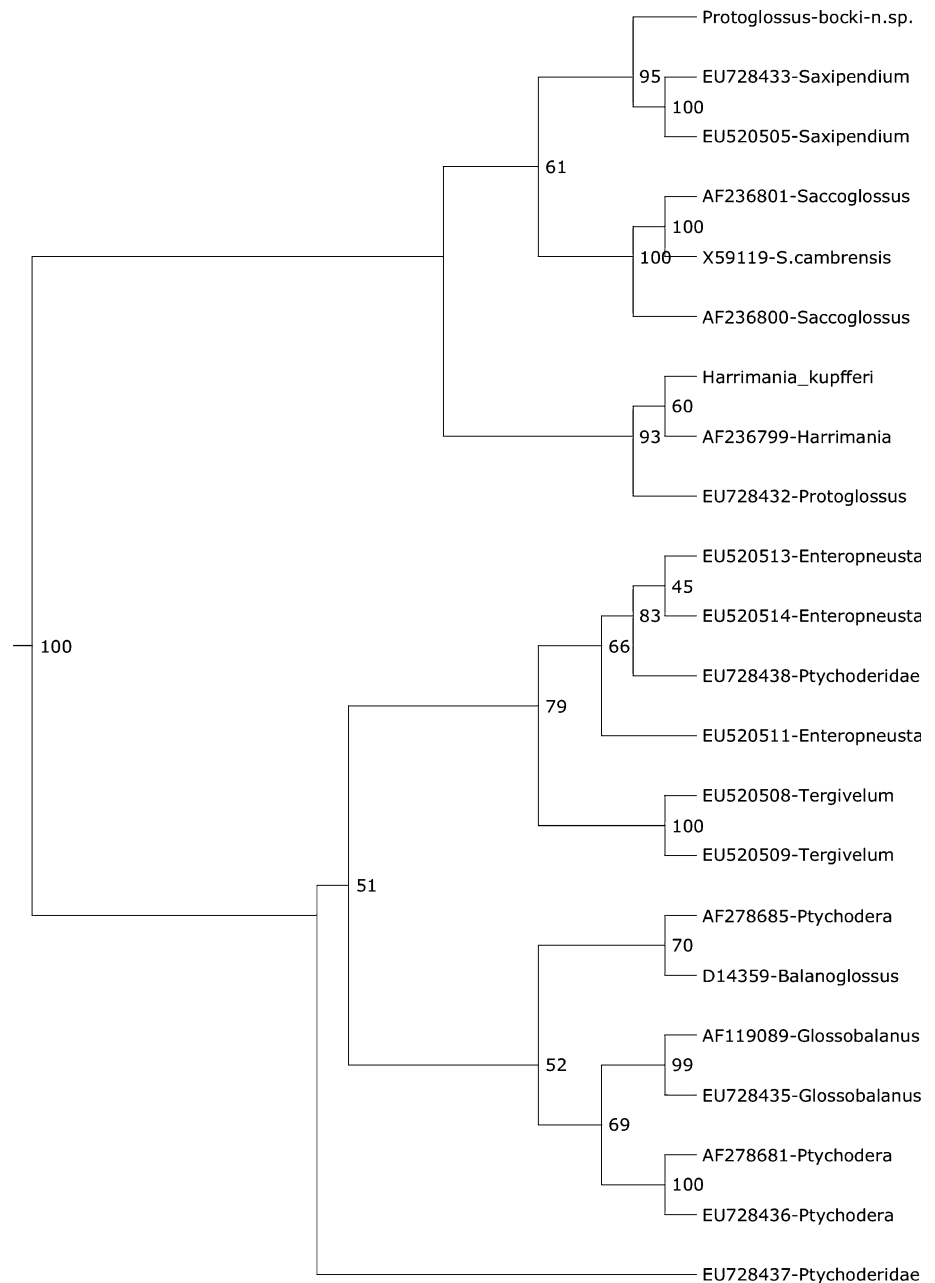 Protoglossus-bocki-n.sp.
95 EU728433-Saxipendium
100
EU520505-Saxipendium
61
AF236801-Saccoglossus
100
100 X59119-S.cambrensis
AF236800-Saccoglossus
Harrimania_kupfferi
60
93 AF236799-Harrimania
EU728432-Protoglossus
EU520513-Enteropneusta
45
83 EU520514-Enteropneusta
100 66
EU728438-Ptychoderidae
79
EU520511-Enteropneusta
EU520508-Tergivelum
100
EU520509-Tergivelum
51
AF278685-Ptychodera
70
D14359-Balanoglossus
AF119089-Glossobalanus
52 99
EU728435-Glossobalanus
69
AF278681-Ptychodera
100
EU728436-Ptychodera
EU728437-Ptychoderidae